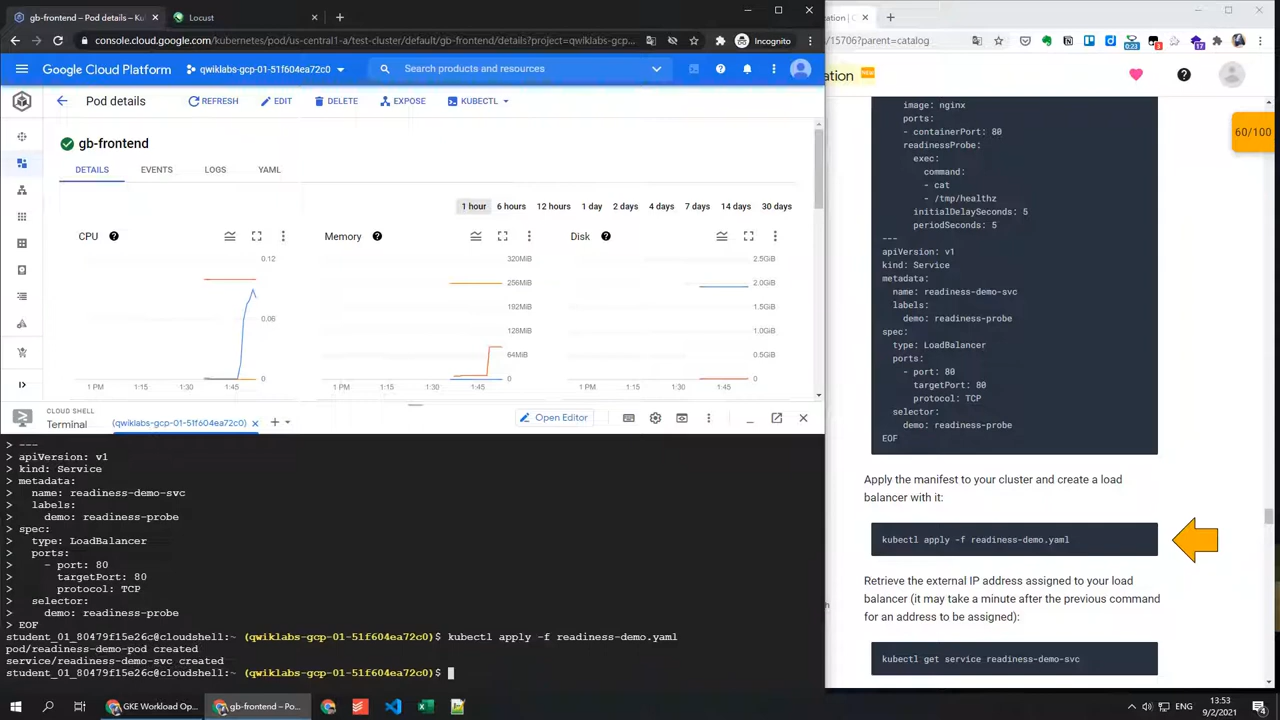 gb-frontend – Pod details – Ku
Locust
console.cloud.google.com/kubernetes/pod/us-central1-a/test-cluster/default/gb-frontend/details?project=qwiklabs-gcp...
Incognito
Google Cloud Platform
qwiklabs-gcp-01-51f604ea72c0
Search products and resources
Pod details
REFRESH
EDIT
DELETE
EXPOSE
KUBECTL
gb-frontend
DETAILS
EVENTS
LOGS
YAML
1 hour
6 hours
12 hours
1 day
2 days
4 days
7 days
14 days
30 days
CPU
0.12
0.06
0
1 PM
1:15
1:30
1:45
Memory
320MiB
256MiB
192MiB
128MiB
64MiB
0
1 PM
1:15
1:30
1:45
Disk
2.5GiB
2.0GiB
1.5GiB
1.0GiB
0.5GiB
0
1 PM
1:15
1:30
1:45
CLOUD SHELL
Terminal
(qwiklabs-gcp-01-51f604ea72c0)
Open Editor
> ---
> apiVersion: v1
> kind: Service
> metadata:
>   name: readiness-demo-svc
>   labels:
>     demo: readiness-probe
> spec:
>   type: LoadBalancer
>   ports:
>     - port: 80
>       targetPort: 80
>       protocol: TCP
>   selector:
>     demo: readiness-probe
> EOF
student_01_80479f15e26c@cloudshell:~ (qwiklabs-gcp-01-51f604ea72c0)$ kubectl apply -f readiness-demo.yaml
pod/readiness-demo-pod created
service/readiness-demo-svc created
student_01_80479f15e26c@cloudshell:~ (qwiklabs-gcp-01-51f604ea72c0)$
ization |
/15706?parent=catalog
0:23
3
17
ation
NEW
60/100
image: nginx
ports:
- containerPort: 80
readinessProbe:
exec:
command:
- cat
- /tmp/healthz
initialDelaySeconds: 5
periodSeconds: 5
---
apiVersion: v1
kind: Service
metadata:
name: readiness-demo-svc
labels:
demo: readiness-probe
spec:
type: LoadBalancer
ports:
- port: 80
targetPort: 80
protocol: TCP
selector:
demo: readiness-probe
EOF
Apply the manifest to your cluster and create a load
balancer with it:
kubectl apply -f readiness-demo.yaml
Retrieve the external IP address assigned to your load
balancer (it may take a minute after the previous command
for an address to be assigned):
kubectl get service readiness-demo-svc
GKE Workload Op...
gb-frontend – Po...
ENG
13:53
9/2/2021
4